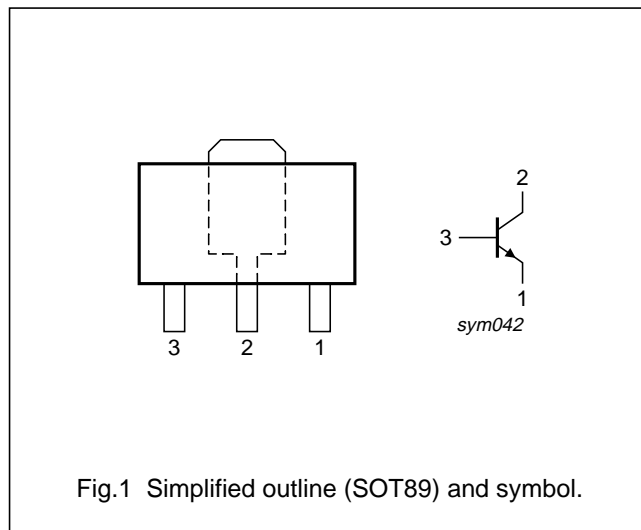 3 2 1
2
3
1
sym042
Fig.1 Simplified outline (SOT89) and symbol.